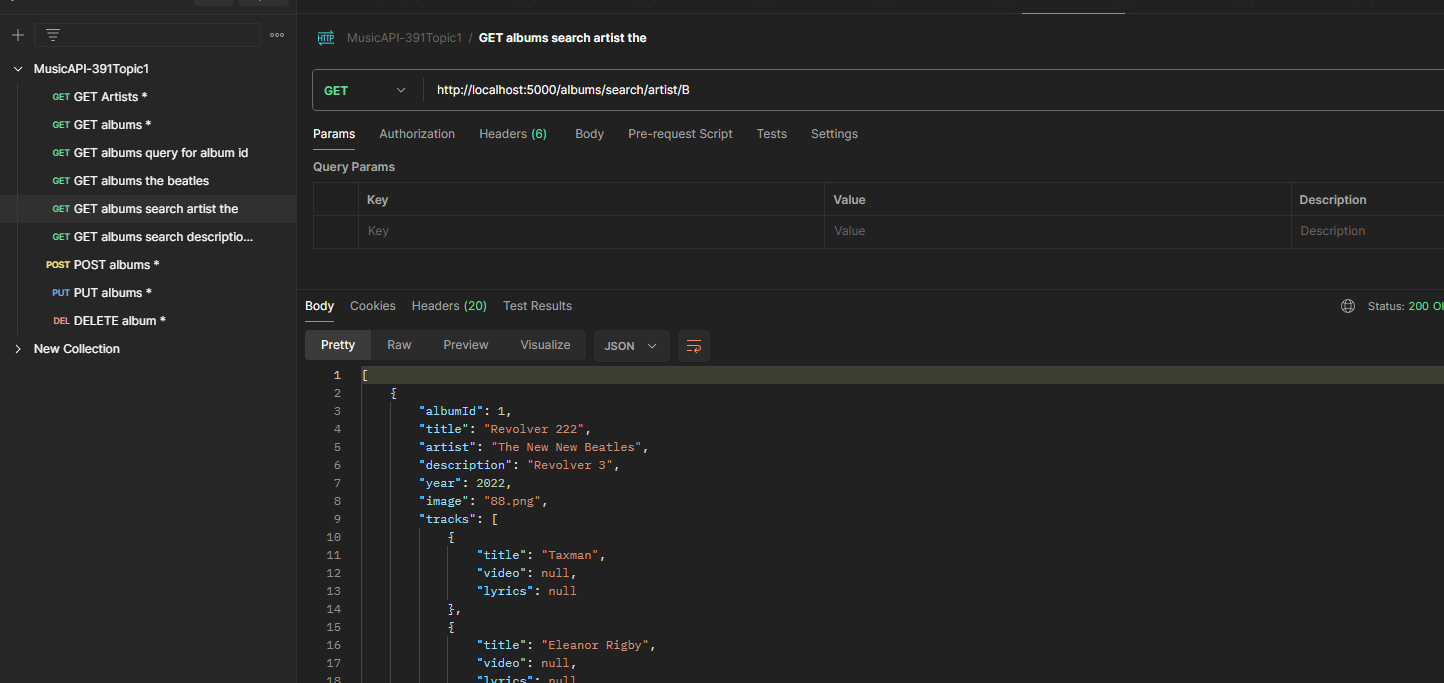 MusicAPI-391Topic1
GET GET Artists *
GET GET albums *
GET GET albums query for album id
GET GET albums the beatles
GET GET albums search artist the
GET GET albums search descriptio...
POST POST albums *
PUT PUT albums *
DEL DELETE album *
New Collection
HTTP MusicAPI-391Topic1 / GET albums search artist the
GET http://localhost:5000/albums/search/artist/B
Params Authorization Headers (6) Body Pre-request Script Tests Settings
Query Params
Key Value Description
Key Value Description
Body Cookies Headers (20) Test Results Status: 200 OK
Pretty Raw Preview Visualize JSON
1 [
2 {
3 "albumId": 1,
4 "title": "Revolver 222",
5 "artist": "The New New Beatles",
6 "description": "Revolver 3",
7 "year": 2022,
8 "image": "88.png",
9 "tracks": [
10 {
11 "title": "Taxman",
12 "video": null,
13 "lyrics": null
14 },
15 {
16 "title": "Eleanor Rigby",
17 "video": null,
18 "lyrics": null